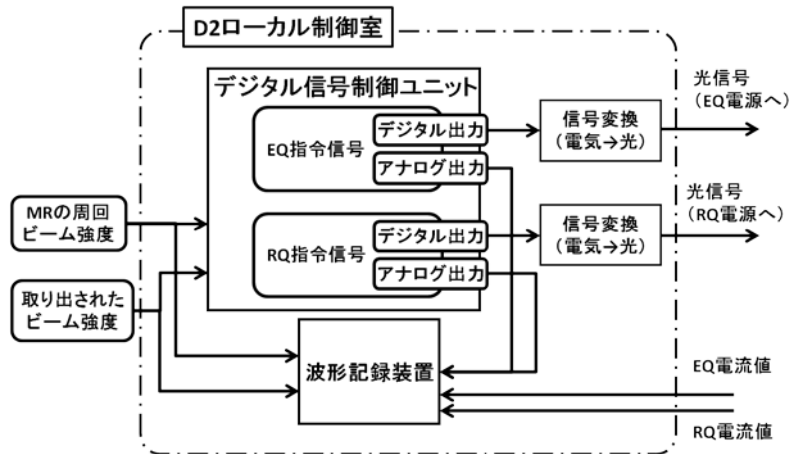 D2ローカル制御室
デジタル信号制御ユニット
EQ指令信号
デジタル出力
アナログ出力
信号変換
（電気→光）
光信号
（EQ電源へ）
MRの周回
ビーム強度
RQ指令信号
デジタル出力
アナログ出力
信号変換
（電気→光）
光信号
（RQ電源へ）
取り出された
ビーム強度
波形記録装置
EQ電流値
RQ電流値